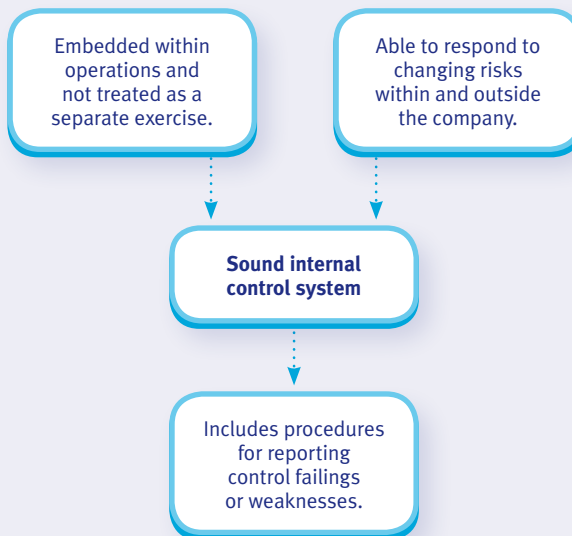 Embedded within
operations and
not treated as a
separate exercise.
Able to respond to
changing risks
within and outside
the company.
Sound internal
control system
Includes procedures
for reporting
control failings
or weaknesses.